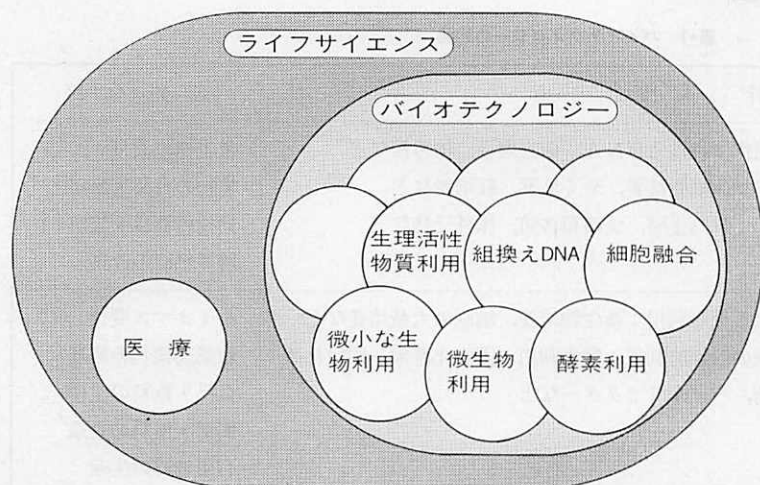 ライフサイエンス
バイオテクノロジー
生理活性
物質利用
組換えDNA
細胞融合
医療
微小な生
物利用
微生物
利用
酵素利用